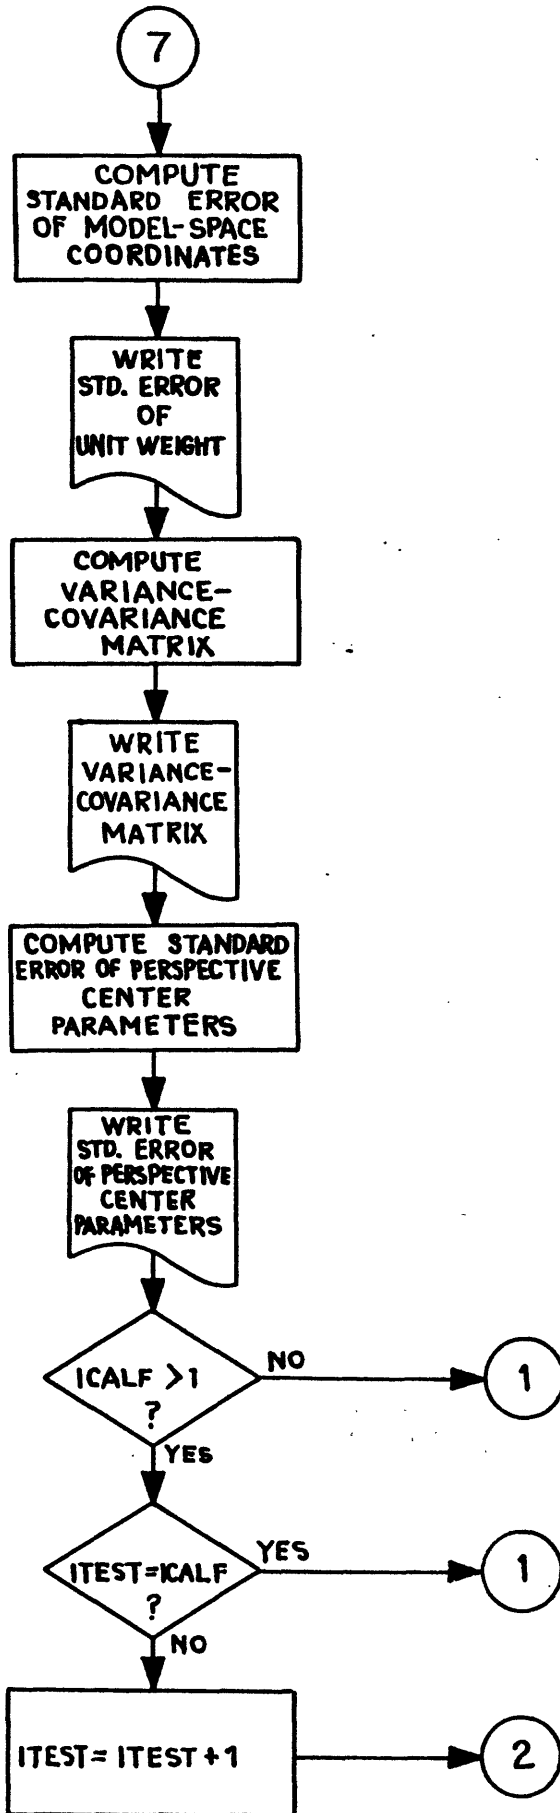 7
COMPUTE
STANDARD ERROR
OF MODEL-SPACE
COORDINATES
WRITE
STD. ERROR
OF
UNIT WEIGHT
COMPUTE
VARIANCE-
COVARIANCE
MATRIX
WRITE
VARIANCE-
COVARIANCE
MATRIX
COMPUTE STANDARD
ERROR OF PERSPECTIVE
CENTER
PARAMETERS
WRITE
STD. ERROR
OF PERSPECTIVE
CENTER
PARAMETERS
ICALF >1
?
NO
1
YES
ITEST=ICALF
?
YES
1
NO
ITEST= ITEST +1
2